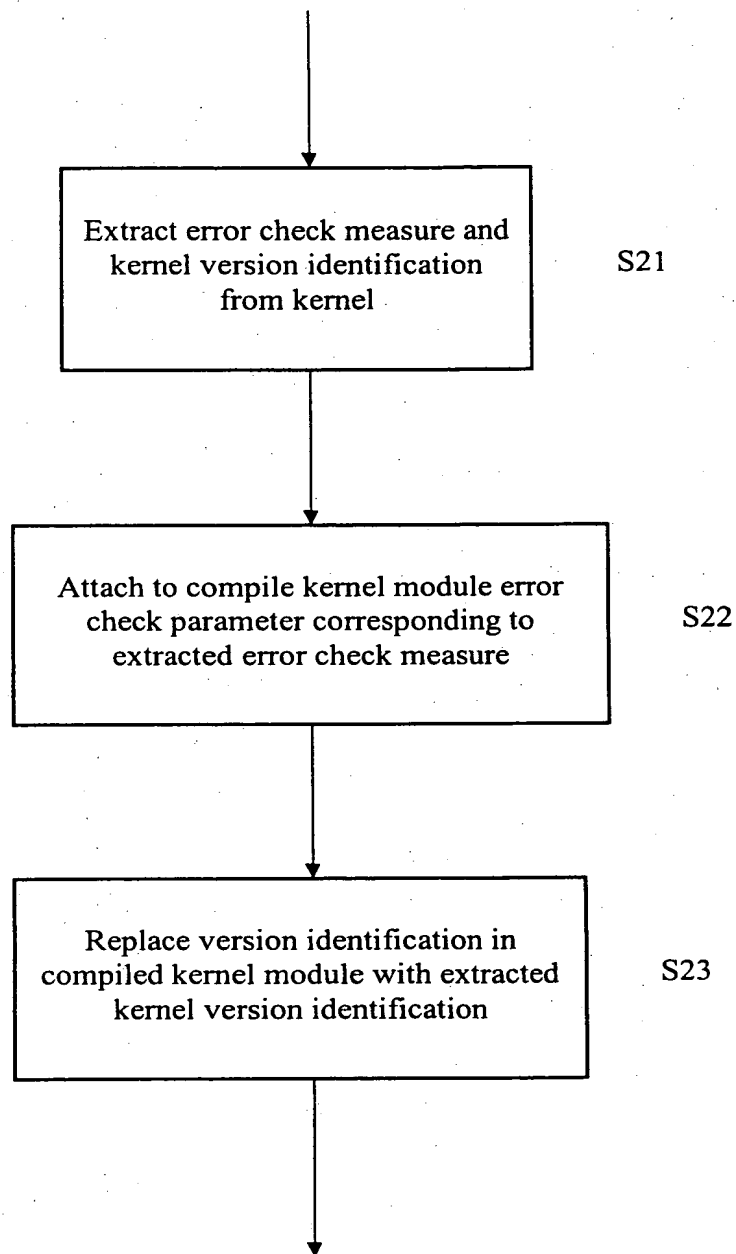 Extract error check measure and
kernel version identification
from kernel
S21
Attach to compile kernel module error
check parameter corresponding to
extracted error check measure
S22
Replace version identification in
compiled kernel module with extracted
kernel version identification
S23